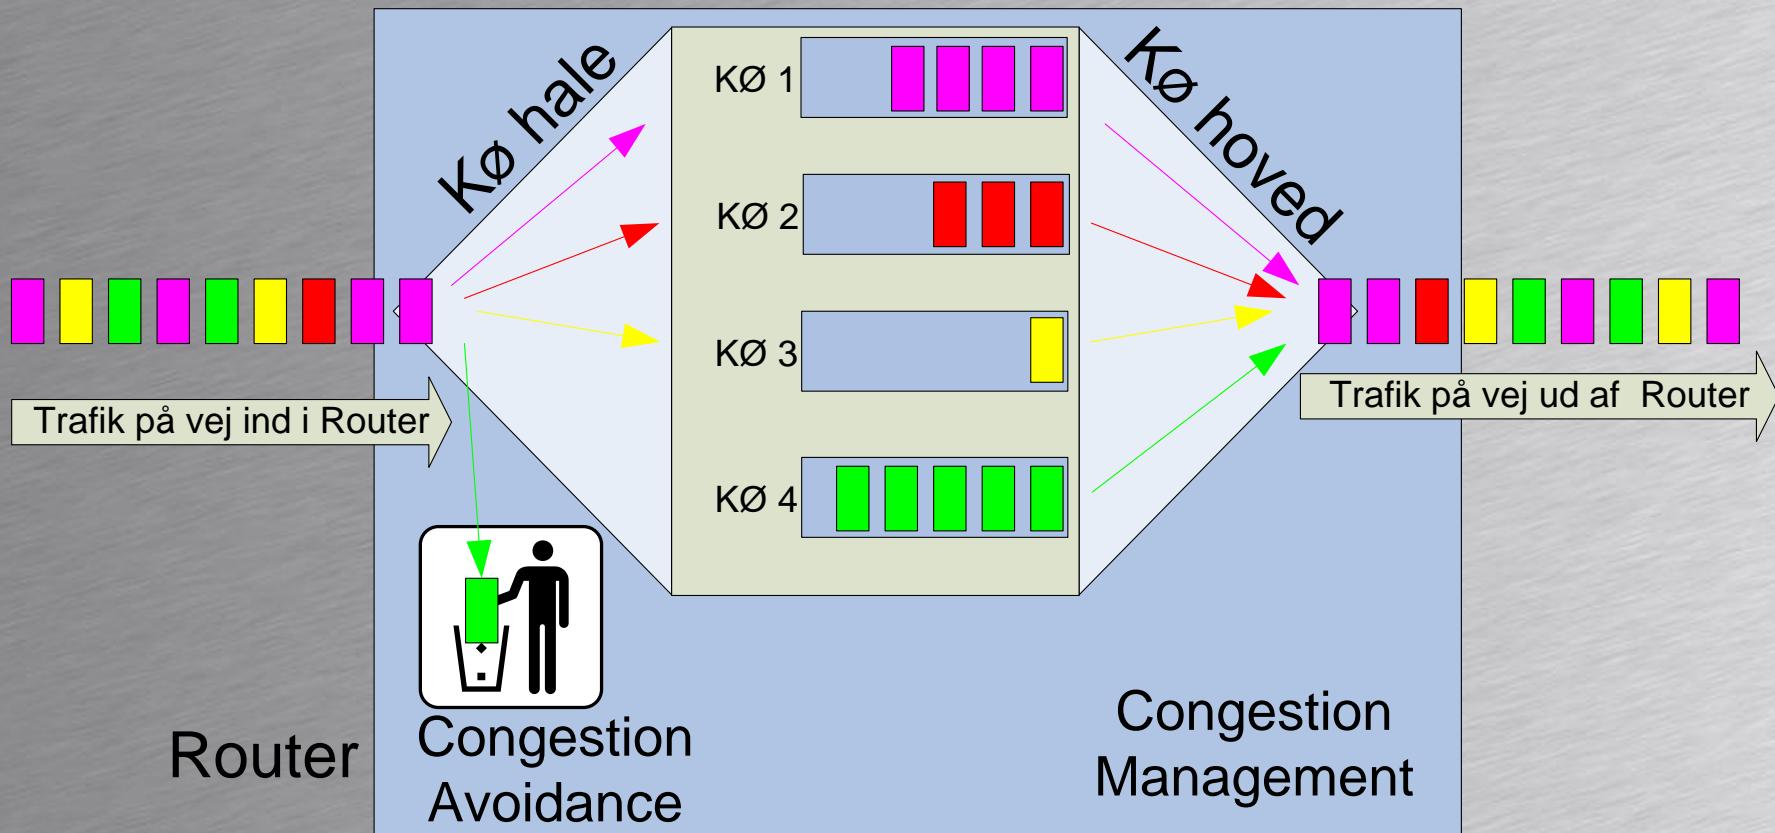 Kø hale
Kø hoved
KØ 1
KØ 2
KØ 3
KØ 4
Trafik på vej ind i Router
Trafik på vej ud af Router
Router
Congestion
Avoidance
Congestion
Management